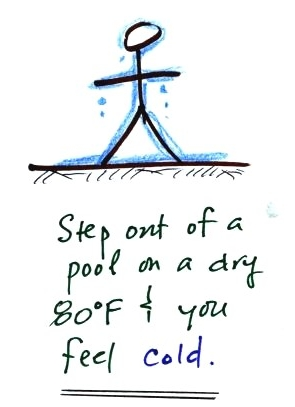 Step out of a
pool on a dry
80°F & you
feel cold.